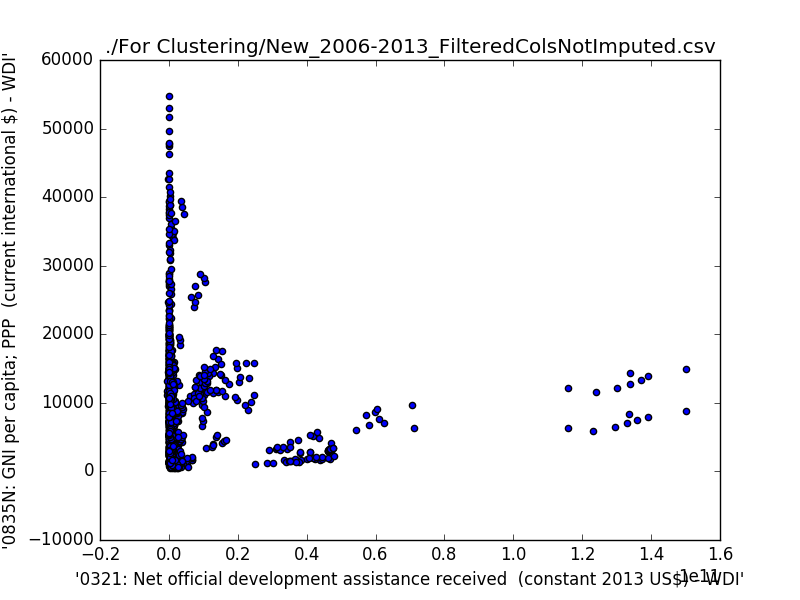 ./For Clustering/New_2006-2013_FilteredColsNotImputed.csv
60000
50000
40000
30000
20000
10000
0
−10000
'0835N: GNI per capita; PPP  (current international $) - WDI'
−0.2 0.0 0.2 0.4 0.6 0.8 1.0 1.2 1.4 1.6
1e11
'0321: Net official development assistance received  (constant 2013 US$) - WDI'